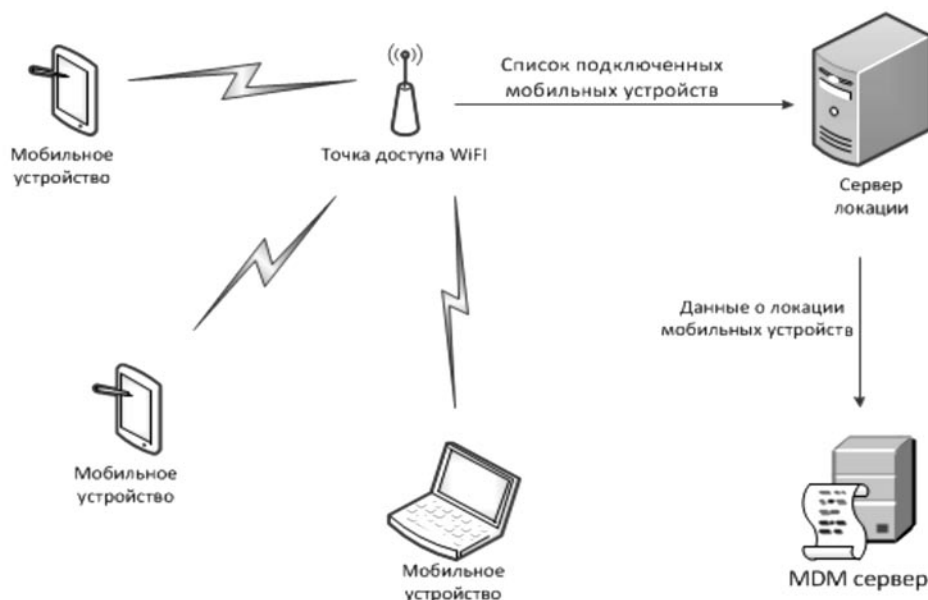 Мобильное
устройство
Точка доступа WiFI
Список подключенных
мобильных устройств
Сервер
локации
Данные о локации
мобильных устройств
Мобильное
устройство
Мобильное
устройство
MDM сервер